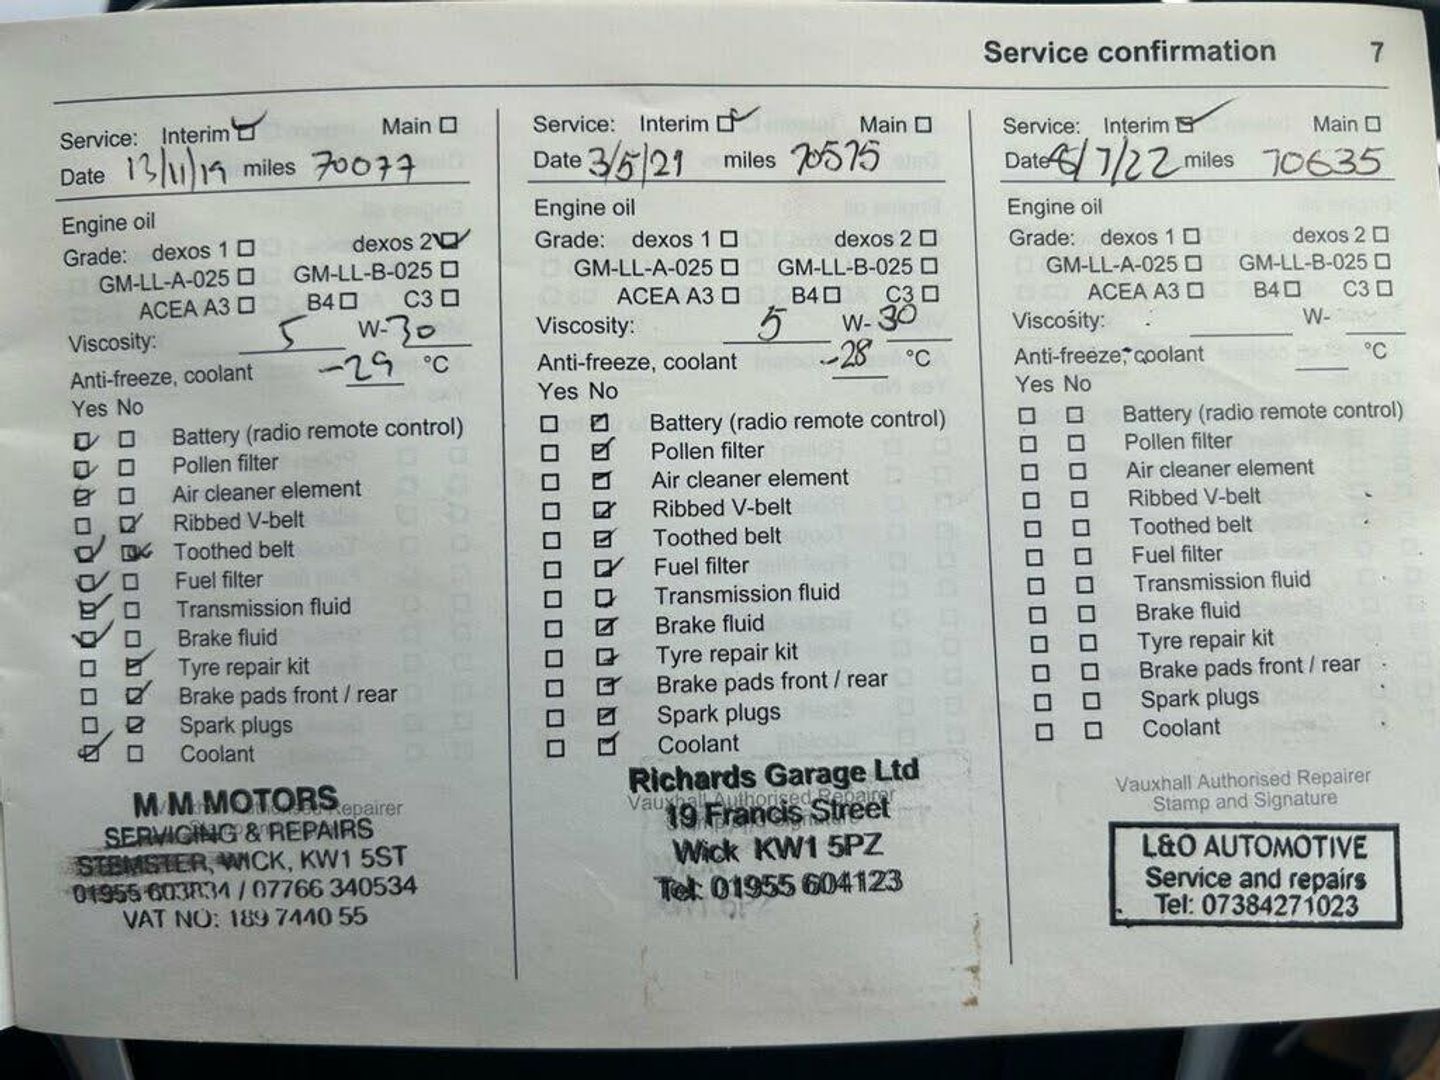 Service confirmation 7
Service: Interim Main
Date 13/11/19 miles 70077
Engine oil
Grade: dexos 1 dexos 2
GM-LL-A-025 GM-LL-B-025
ACEA A3 B4 C3
Viscosity: 5 W-30
Anti-freeze, coolant -29 °C
Yes No
Battery (radio remote control)
Pollen filter
Air cleaner element
Ribbed V-belt
Toothed belt
Fuel filter
Transmission fluid
Brake fluid
Tyre repair kit
Brake pads front / rear
Spark plugs
Coolant
M M MOTORS
Repairer
SERVICING & REPAIRS
STEMSTER, WICK, KW1 5ST
01955 603834 / 07766 340534
VAT NO: 189 7440 55
Service: Interim Main
Date 3/5/21 miles 70575
Engine oil
Grade: dexos 1 dexos 2
GM-LL-A-025 GM-LL-B-025
ACEA A3 B4 C3
Viscosity: 5 W-30
Anti-freeze, coolant -28 °C
Yes No
Battery (radio remote control)
Pollen filter
Air cleaner element
Ribbed V-belt
Toothed belt
Fuel filter
Transmission fluid
Brake fluid
Tyre repair kit
Brake pads front / rear
Spark plugs
Coolant
Richards Garage Ltd
Vauxhall Authorised Repairer
19 Francis Street
Wick KW1 5PZ
Tel: 01955 604123
Service: Interim Main
Date 6/7/22 miles 70635
Engine oil
Grade: dexos 1 dexos 2
GM-LL-A-025 GM-LL-B-025
ACEA A3 B4 C3
Viscosity: W-
Anti-freeze, coolant °C
Yes No
Battery (radio remote control)
Pollen filter
Air cleaner element
Ribbed V-belt
Toothed belt
Fuel filter
Transmission fluid
Brake fluid
Tyre repair kit
Brake pads front / rear
Spark plugs
Coolant
Vauxhall Authorised Repairer
Stamp and Signature
L&O AUTOMOTIVE
Service and repairs
Tel: 07384271023